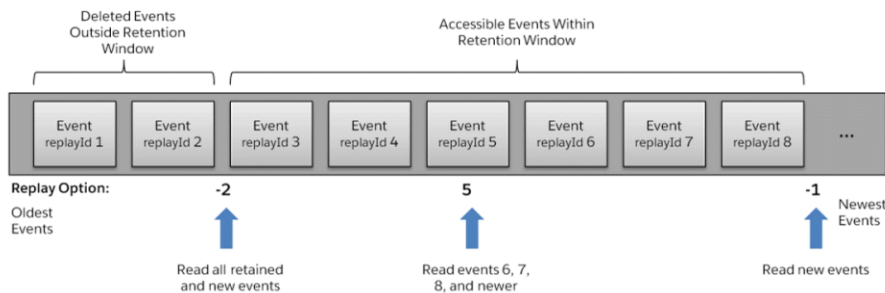 Deleted Events
Outside Retention
Window
Accessible Events Within
Retention Window
Event
replayId 1
Event
replayId 2
Event
replayId 3
Event
replayId 4
Event
replayId 5
Event
replayId 6
Event
replayId 7
Event
replayId 8
...
Replay Option:
-2
5
-1
Oldest
Events
Newest
Events
Read all retained
and new events
Read events 6, 7,
8, and newer
Read new events